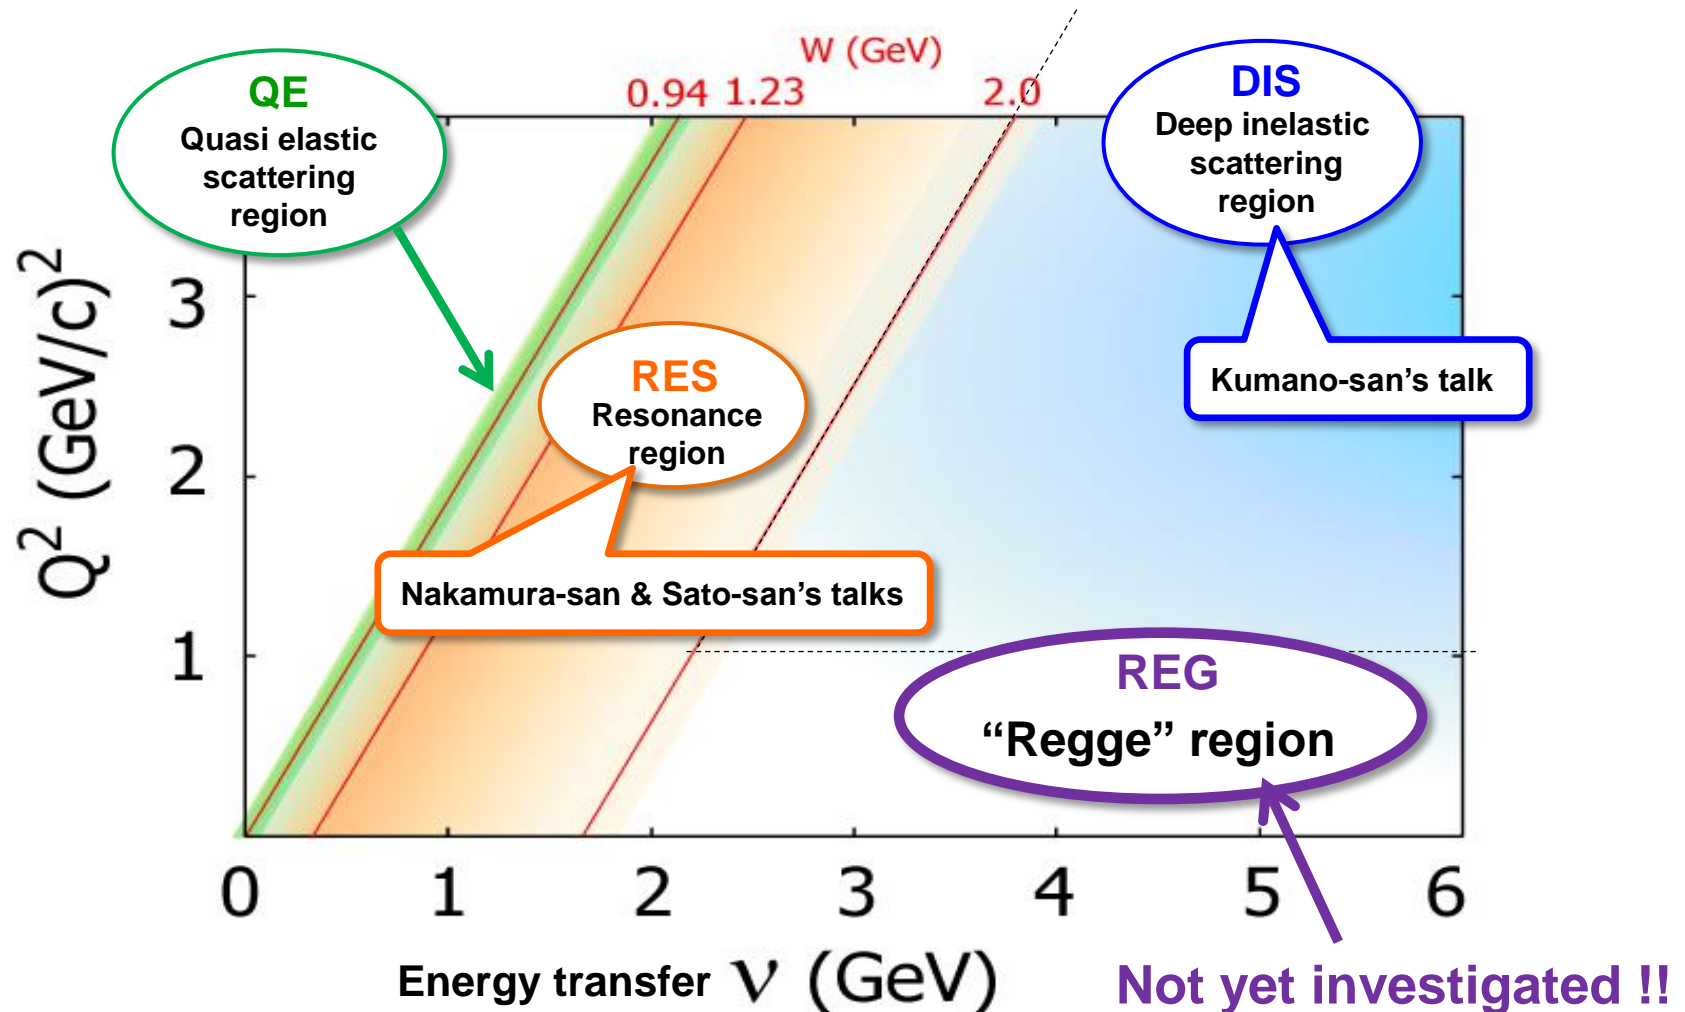 W (GeV)
0.94 1.23 2.0
QE
Quasi elastic
scattering
region
DIS
Deep inelastic
scattering
region
Q² (GeV/c)²
3
2
1
RES
Resonance
region
Kumano-san’s talk
Nakamura-san & Sato-san’s talks
REG
“Regge” region
0 1 2 3 4 5 6
Energy transfer ν (GeV)
Not yet investigated !!